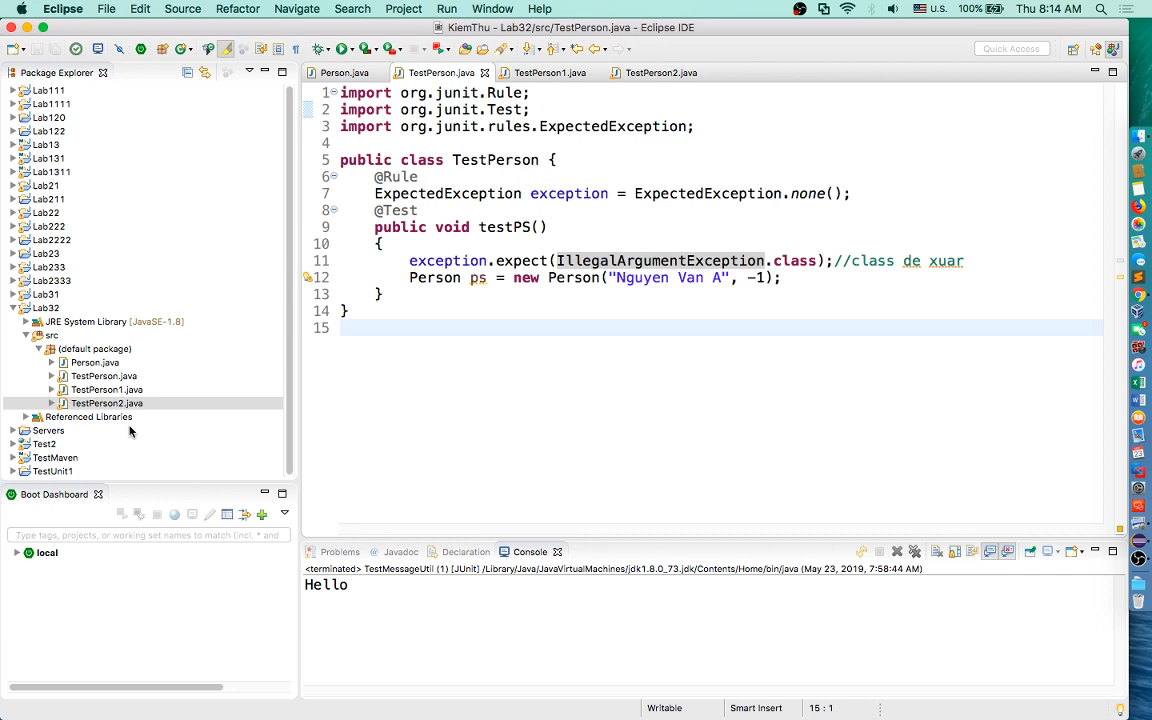 Eclipse File Edit Source Refactor Navigate Search Project Run Window Help U.S. 100% Thu 8:14 AM
KiemThu - Lab32/src/TestPerson.java - Eclipse IDE
Quick Access
Package Explorer
Person.java TestPerson.java TestPerson1.java TestPerson2.java
Lab111
Lab1111
Lab120
Lab122
Lab13
Lab131
Lab1311
Lab21
Lab211
Lab22
Lab222
Lab2222
Lab23
Lab233
Lab2333
Lab31
Lab32
JRE System Library [JavaSE-1.8]
src
(default package)
Person.java
TestPerson.java
TestPerson1.java
TestPerson2.java
Referenced Libraries
Servers
Test2
TestMaven
TestUnit1
1 import org.junit.Rule;
2 import org.junit.Test;
3 import org.junit.rules.ExpectedException;
4
5 public class TestPerson {
6 @Rule
7 ExpectedException exception = ExpectedException.none();
8 @Test
9 public void testPS()
10 {
11 exception.expect(IllegalArgumentException.class);//class de xuar
12 Person ps = new Person("Nguyen Van A", -1);
13 }
14 }
15
Boot Dashboard
Type tags, projects, or working set names to match (incl. * and
local
Problems Javadoc Declaration Console
<terminated> TestMessageUtil (1) [JUnit] /Library/Java/JavaVirtualMachines/jdk1.8.0_73.jdk/Contents/Home/bin/java (May 23, 2019, 7:58:44 AM)
Hello
Writable Smart Insert 15 : 1